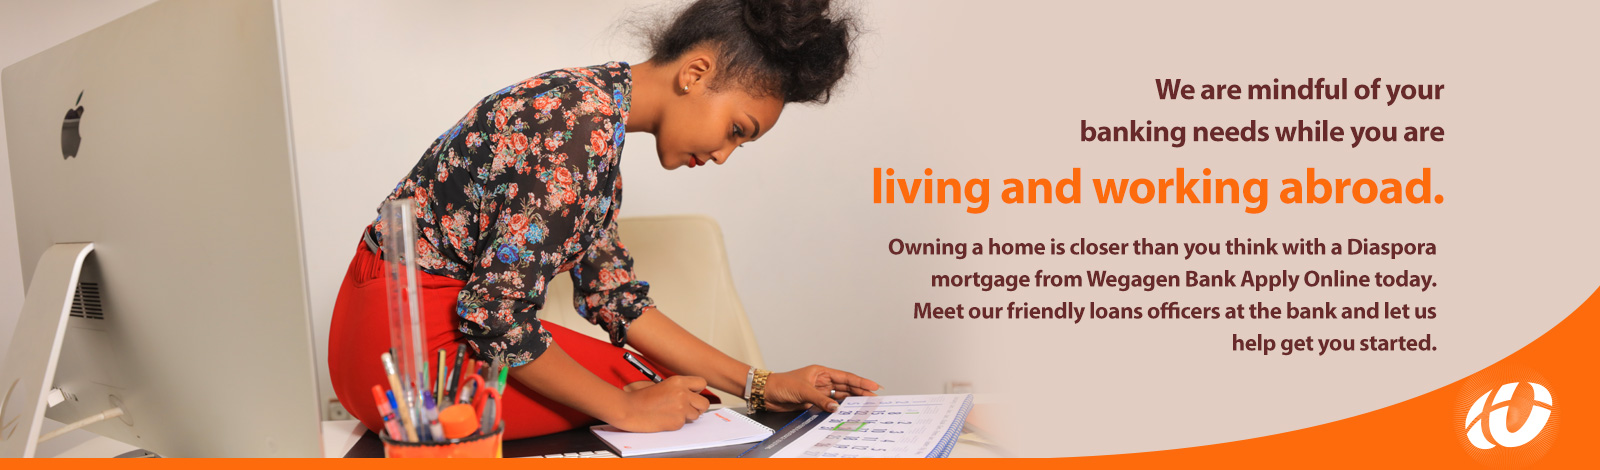 We are mindful of your
banking needs while you are
living and working abroad.
Owning a home is closer than you think with a Diaspora
mortgage from Wegagen Bank Apply Online today.
Meet our friendly loans officers at the bank and let us
help get you started.